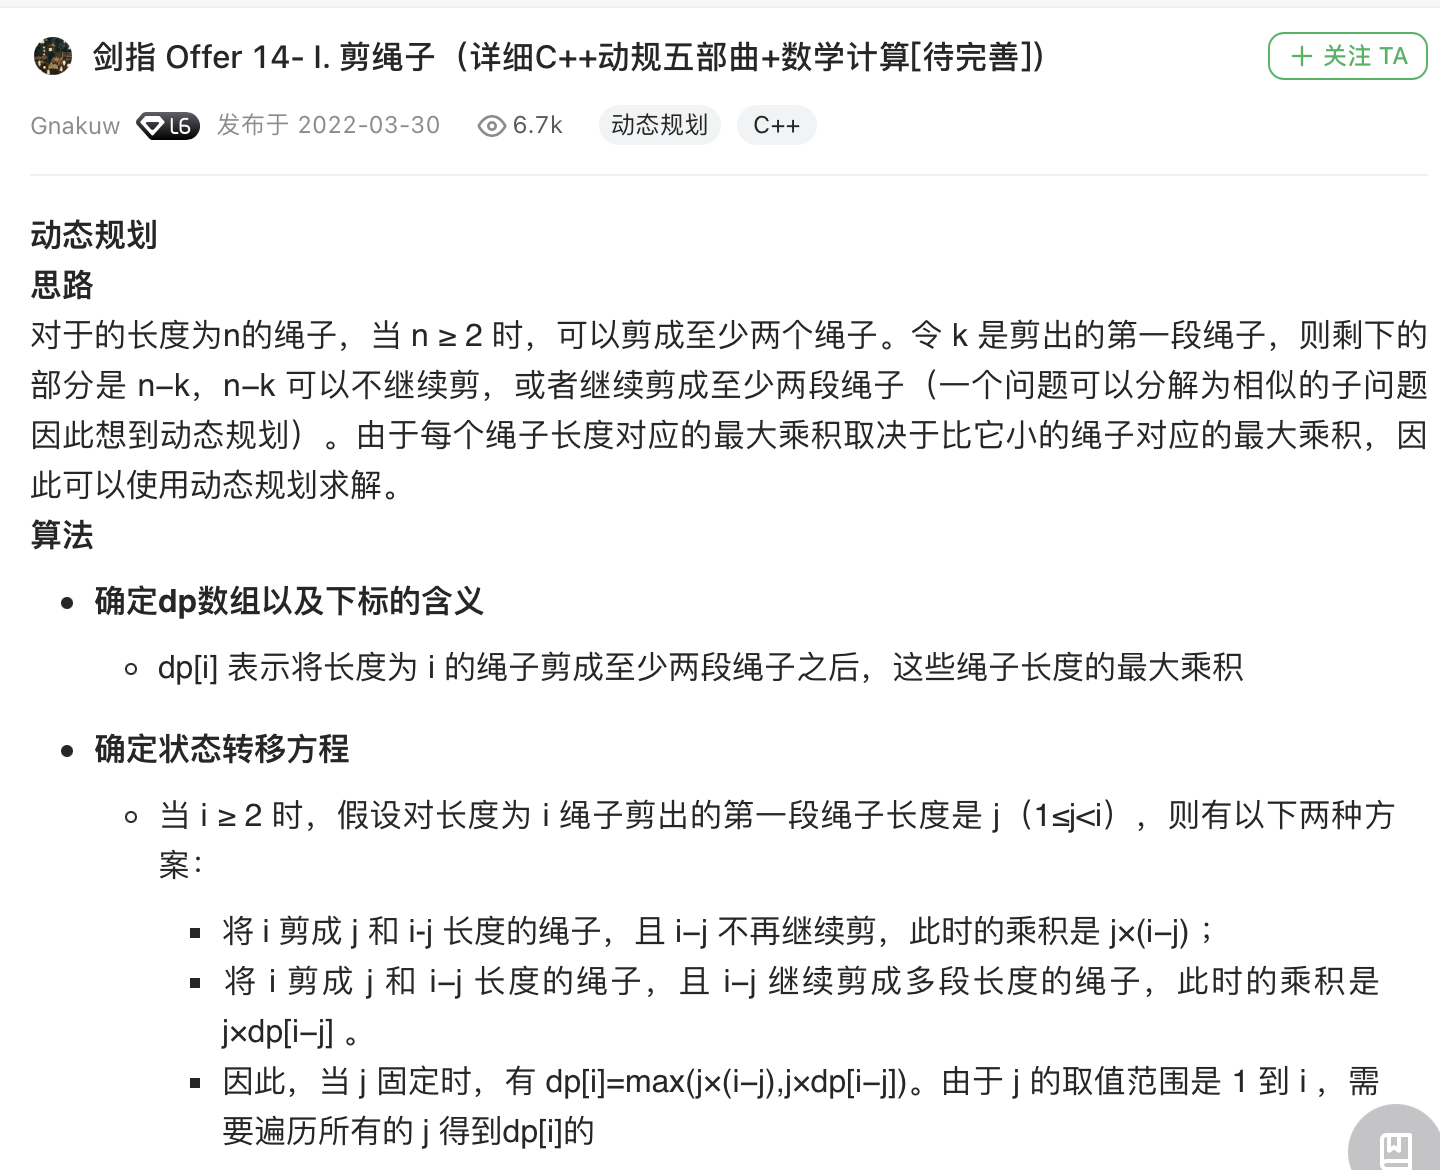 剑指 Offer 14- I. 剪绳子（详细C++动规五部曲+数学计算[待完善]）
＋ 关注 TA
Gnakuw L6 发布于 2022-03-30 6.7k 动态规划 C++
动态规划
思路
对于的长度为n的绳子，当 n ≥ 2 时，可以剪成至少两个绳子。令 k 是剪出的第一段绳子，则剩下的
部分是 n−k，n−k 可以不继续剪，或者继续剪成至少两段绳子（一个问题可以分解为相似的子问题
因此想到动态规划）。由于每个绳子长度对应的最大乘积取决于比它小的绳子对应的最大乘积，因
此可以使用动态规划求解。
算法
• 确定dp数组以及下标的含义
◦ dp[i] 表示将长度为 i 的绳子剪成至少两段绳子之后，这些绳子长度的最大乘积
• 确定状态转移方程
◦ 当 i ≥ 2 时，假设对长度为 i 绳子剪出的第一段绳子长度是 j（1≤j<i），则有以下两种方
案：
▪ 将 i 剪成 j 和 i-j 长度的绳子，且 i−j 不再继续剪，此时的乘积是 j×(i−j)；
▪ 将 i 剪成 j 和 i−j 长度的绳子，且 i−j 继续剪成多段长度的绳子，此时的乘积是
j×dp[i−j] 。
▪ 因此，当 j 固定时，有 dp[i]=max(j×(i−j),j×dp[i−j])。由于 j 的取值范围是 1 到 i ，需
要遍历所有的 j 得到dp[i]的